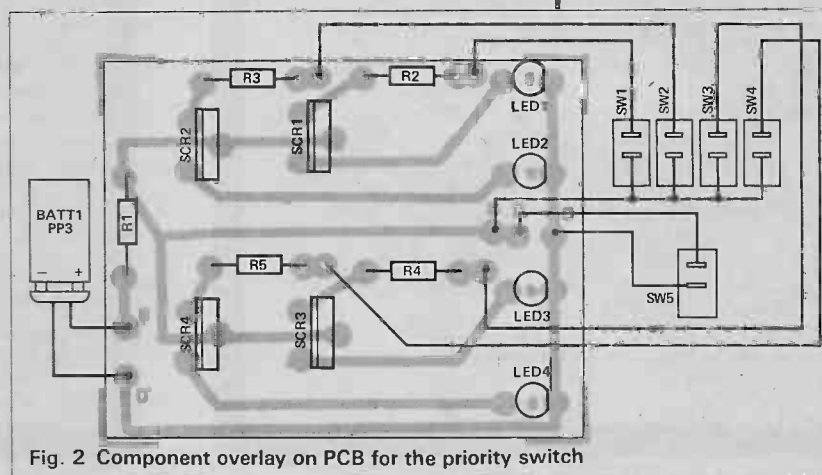 R3
R2
LED1
SCR2
SCR1
LED2
SW1
SW2
SW3
SW4
BATT1
PP3
– +
R1
R5
R4
SW5
SCR4
SCR3
LED3
LED4
Fig. 2 Component overlay on PCB for the priority switch